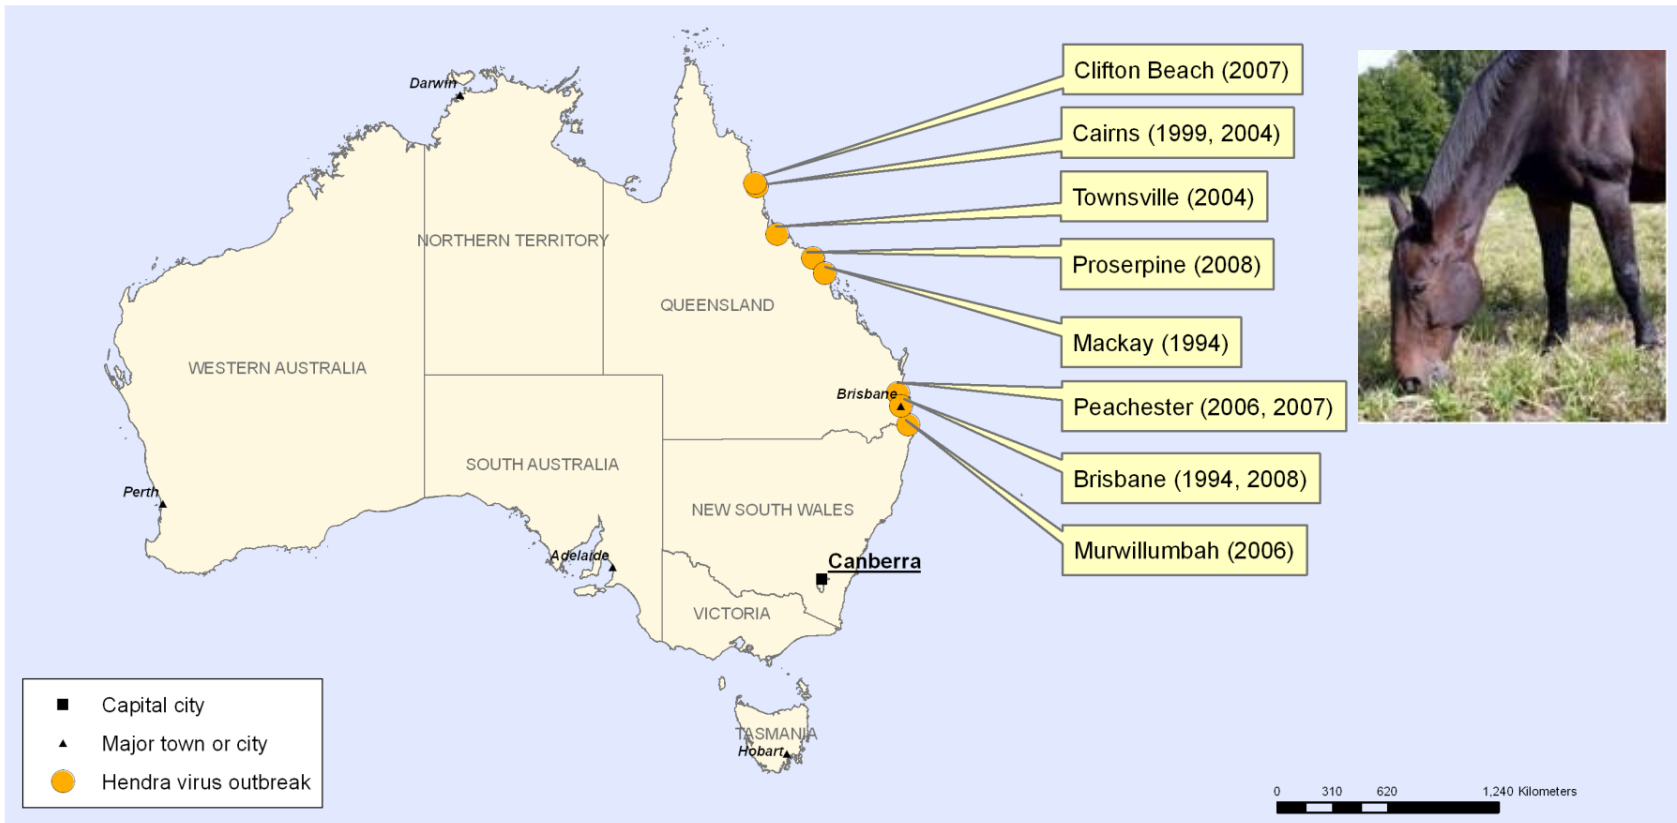 Darwin
NORTHERN TERRITORY
QUEENSLAND
WESTERN AUSTRALIA
Brisbane
SOUTH AUSTRALIA
Perth
NEW SOUTH WALES
Adelaide
Canberra
VICTORIA
TASMANIA
Hobart
Clifton Beach (2007)
Cairns (1999, 2004)
Townsville (2004)
Proserpine (2008)
Mackay (1994)
Peachester (2006, 2007)
Brisbane (1994, 2008)
Murwillumbah (2006)
Capital city
Major town or city
Hendra virus outbreak
0 310 620 1,240 Kilometers